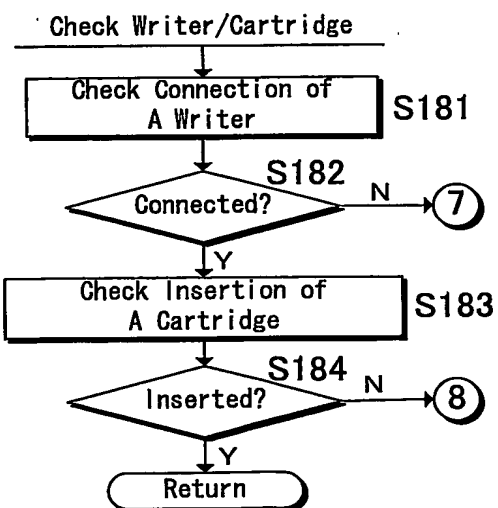 Check Writer/Cartridge
Check Connection of
A Writer
S181
S182
Connected?
N
7
Y
Check Insertion of
A Cartridge
S183
S184
Inserted?
N
8
Y
Return